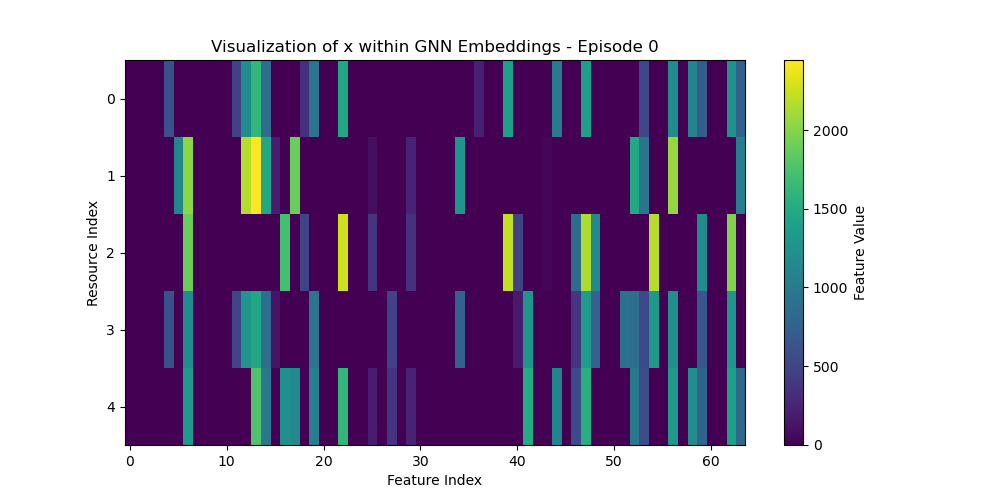 Visualization of x within GNN Embeddings - Episode 0
Resource Index
0
1
2
3
4
0 10 20 30 40 50 60
Feature Index
2000
1500
1000
500
0
Feature Value